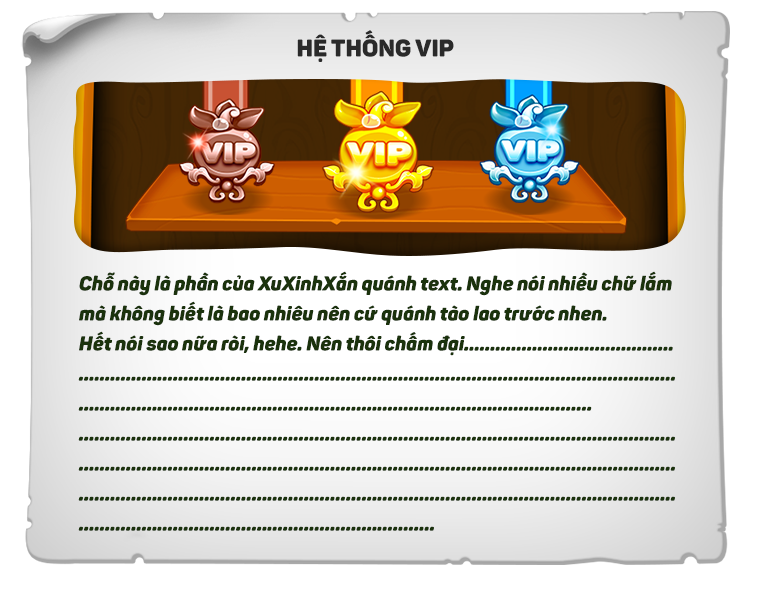 HỆ THỐNG VIP
VIP VIP VIP
Chỗ này là phần của XuXinhXắn quánh text. Nghe nói nhiều chữ lắm
mà không biết là bao nhiêu nên cứ quánh tào lao trước nhen.
Hết nói sao nữa rồi, hehe. Nên thôi chấm đại.........................................
.......................................................................................................................
.....................................................................................................
.......................................................................................................................
.......................................................................................................................
.......................................................................................................................
......................................................................